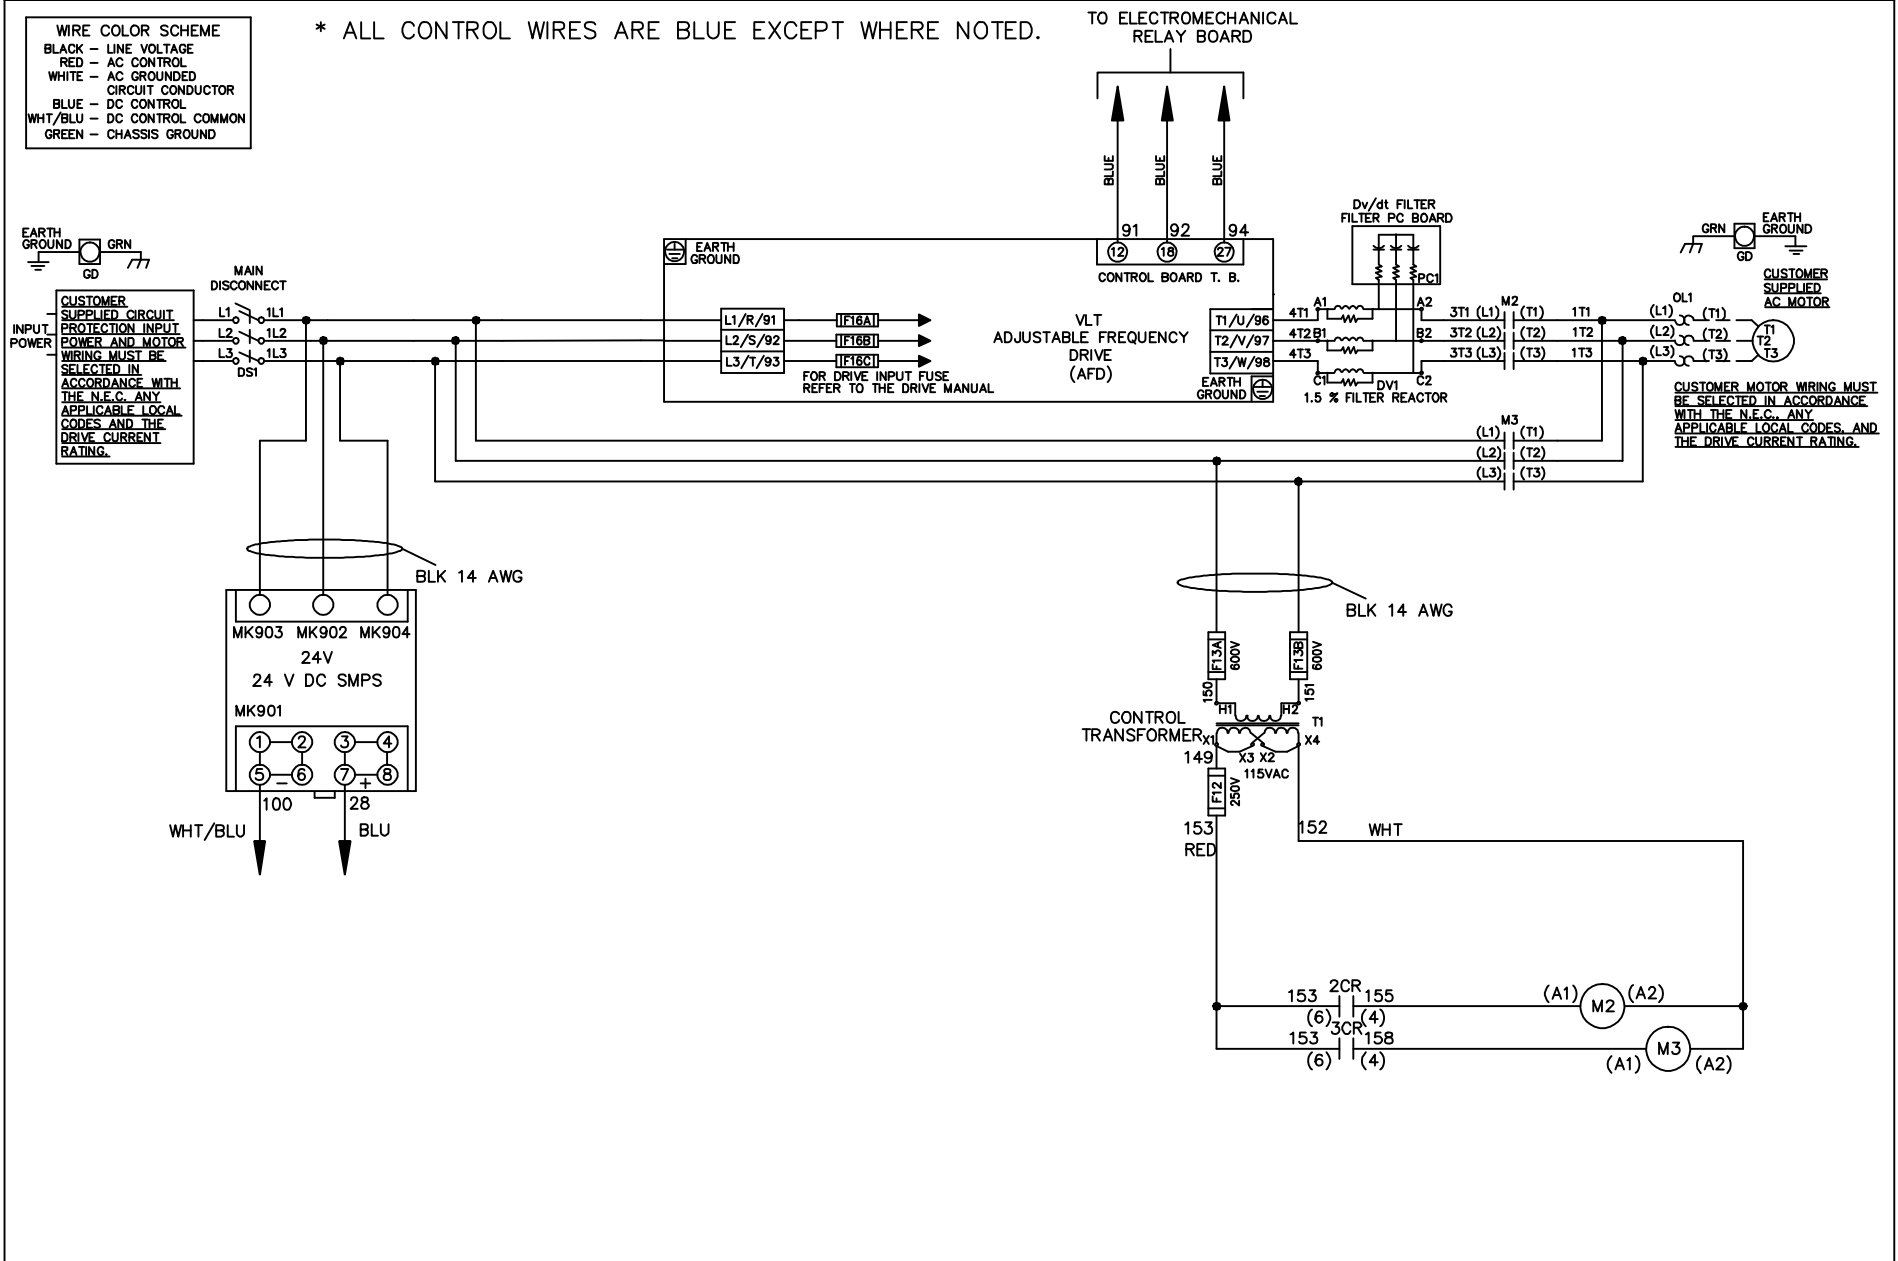 WIRE COLOR SCHEME
BLACK – LINE VOLTAGE
RED – AC CONTROL
WHITE – AC GROUNDED
CIRCUIT CONDUCTOR
BLUE – DC CONTROL
WHT/BLU – DC CONTROL COMMON
GREEN – CHASSIS GROUND
* ALL CONTROL WIRES ARE BLUE EXCEPT WHERE NOTED.
TO ELECTROMECHANICAL
RELAY BOARD
BLUE
BLUE
BLUE
91 92 94
12 18 27
CONTROL BOARD T. B.
EARTH
GROUND
GRN
GD
MAIN
DISCONNECT
L1 1L1
L2 1L2
L3 1L3
DS1
INPUT
POWER
CUSTOMER
SUPPLIED CIRCUIT
PROTECTION INPUT
POWER AND MOTOR
WIRING MUST BE
SELECTED IN
ACCORDANCE WITH
THE N.E.C. ANY
APPLICABLE LOCAL
CODES AND THE
DRIVE CURRENT
RATING.
EARTH
GROUND
L1/R/91
L2/S/92
L3/T/93
F16A
F16B
F16C
FOR DRIVE INPUT FUSE
REFER TO THE DRIVE MANUAL
VLT
ADJUSTABLE FREQUENCY
DRIVE
(AFD)
T1/U/96
T2/V/97
T3/W/98
EARTH
GROUND
4T1
4T2
4T3
Dv/dt FILTER
FILTER PC BOARD
PC1
A1 A2
B1 B2
C1 C2
DV1
1.5 % FILTER REACTOR
M2
3T1 (L1) (T1) 1T1
3T2 (L2) (T2) 1T2
3T3 (L3) (T3) 1T3
OL1
(L1) (T1)
(L2) (T2)
(L3) (T3)
T1
T2
T3
GRN
GD
EARTH
GROUND
CUSTOMER
SUPPLIED
AC MOTOR
CUSTOMER MOTOR WIRING MUST
BE SELECTED IN ACCORDANCE
WITH THE N.E.C., ANY
APPLICABLE LOCAL CODES, AND
THE DRIVE CURRENT RATING.
M3
(L1) (T1)
(L2) (T2)
(L3) (T3)
BLK 14 AWG
MK903 MK902 MK904
24V
24 V DC SMPS
MK901
1 2 3 4
5 6 7 8
– +
100 28
WHT/BLU BLU
BLK 14 AWG
F13A 600V
F13B 600V
150 151
H1 H2
T1
CONTROL
TRANSFORMER
X1 X3 X2 X4
115VAC
149
F12 250V
153
RED
152 WHT
2CR
153 155
(6) (4)
(A1) M2 (A2)
3CR
153 158
(6) (4)
(A1) M3 (A2)